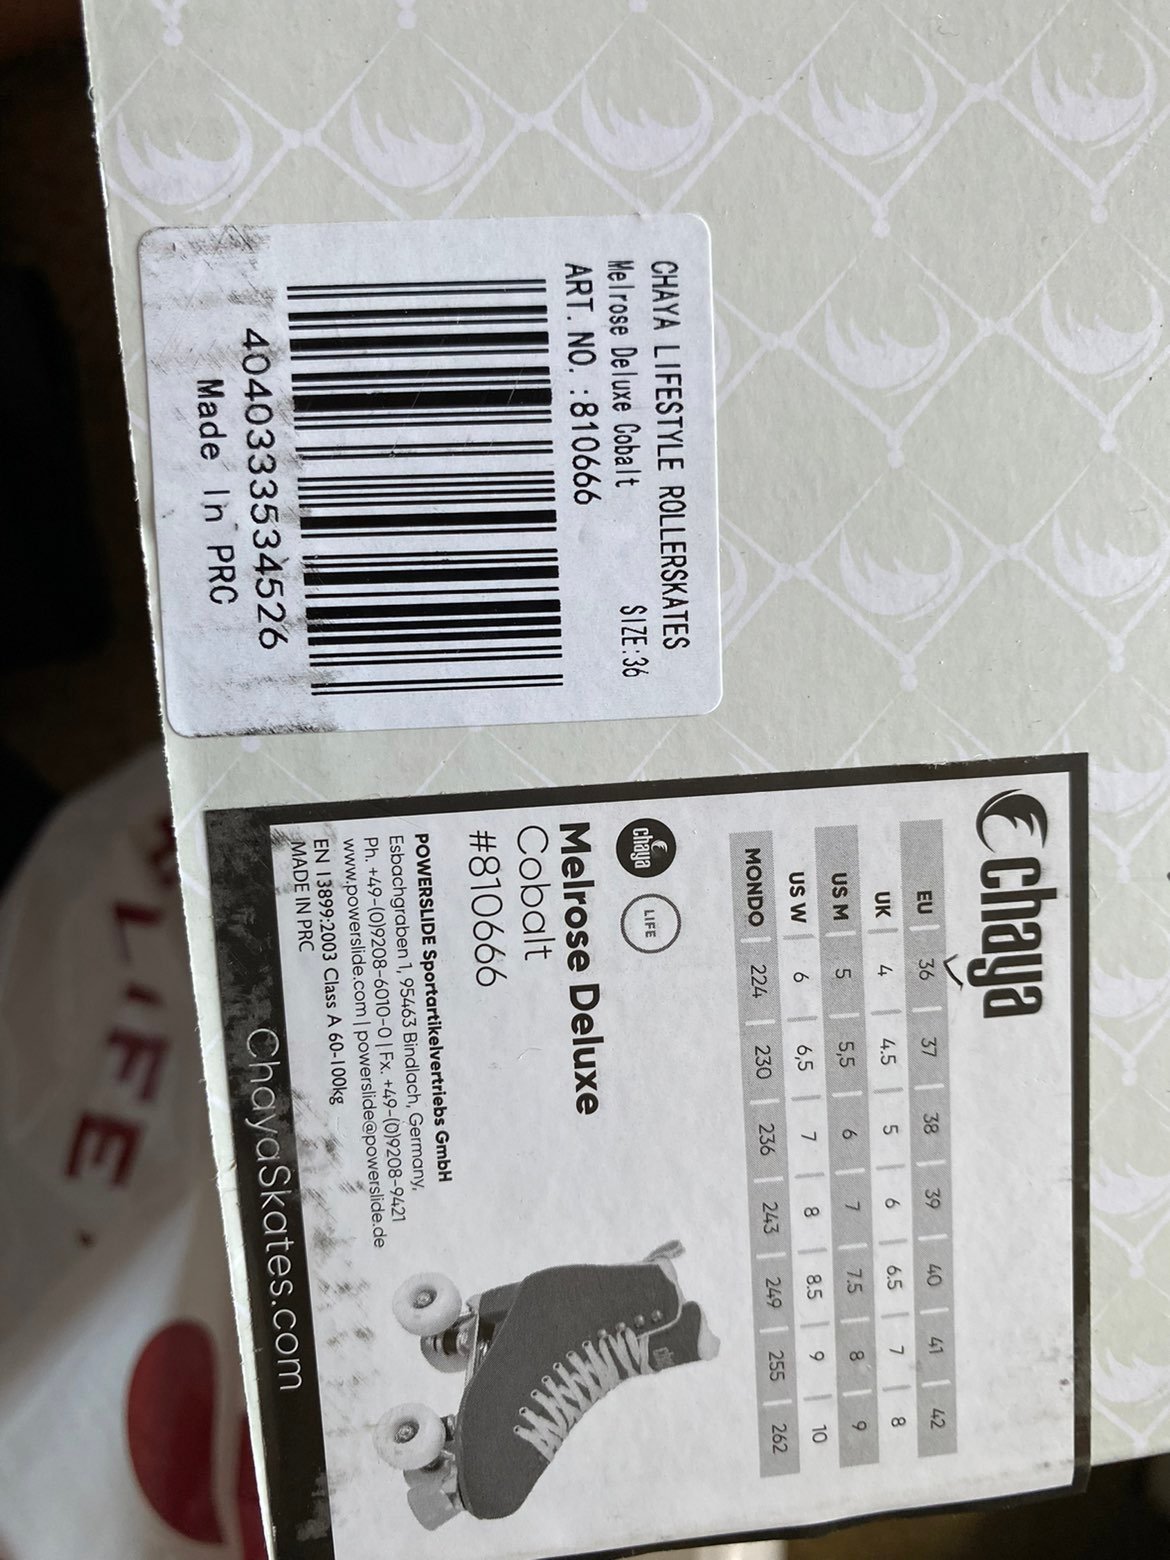 CHAYA LIFESTYLE ROLLERSKATES
Melrose Deluxe Cobalt SIZE:36
ART. NO. :810666
4040333534526
Made In PRC
chaya
EU | 36 | 37 | 38 | 39 | 40 | 41 | 42
UK | 4 | 4.5 | 5 | 6 | 6.5 | 7 | 8
US M | 5 | 5,5 | 6 | 7 | 7.5 | 8 | 9
US W | 6 | 6,5 | 7 | 8 | 8.5 | 9 | 10
MONDO | 224 | 230 | 236 | 243 | 249 | 255 | 262
chaya LIFE
Melrose Deluxe
Cobalt
#810666
POWERSLIDE Sportartikelvertriebs GmbH
Esbachgraben 1, 95463 Bindlach, Germany,
Ph. +49-(0)9208-6010-0 | Fx. +49-(0)9208-9421
www.powerslide.com | powerslide@powerslide.de
EN 13899:2003 Class A 60-100kg
MADE IN PRC
ChayaSkates.com
LIFE